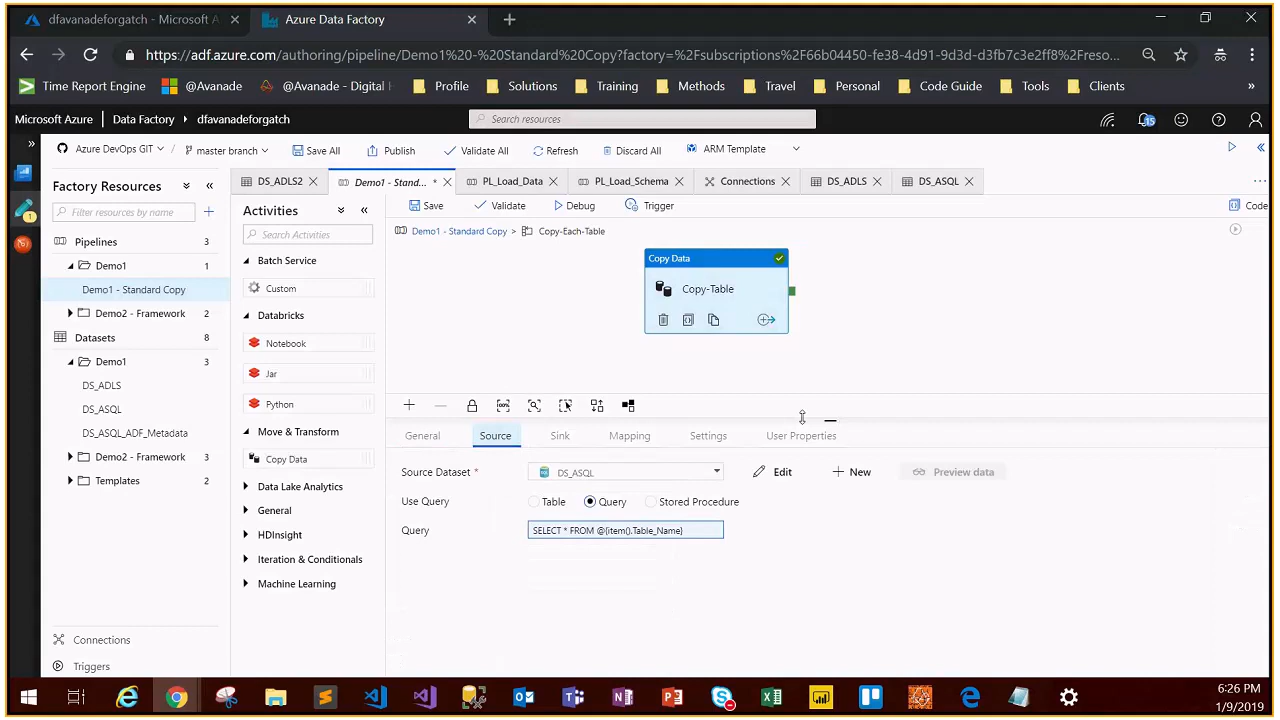 dfavanadeforgatch - Microsoft A
Azure Data Factory
https://adf.azure.com/authoring/pipeline/Demo1%20-%20Standard%20Copy?factory=%2Fsubscriptions%2F66b04450-fe38-4d91-9d3d-d3fb7c3e2ff8%2Freso...
Time Report Engine
@Avanade
@Avanade - Digital
Profile
Solutions
Training
Methods
Travel
Personal
Code Guide
Tools
Clients
»
Microsoft Azure
Data Factory
dfavanadeforgatch
Search resources
15
Azure DevOps GIT
master branch
Save All
Publish
Validate All
Refresh
Discard All
ARM Template
1
Factory Resources
Filter resources by name
Pipelines 3
Demo1 1
Demo1 - Standard Copy
Demo2 - Framework 2
Datasets 8
Demo1 3
DS_ADLS
DS_ASQL
DS_ASQL_ADF_Metadata
Demo2 - Framework 2
Templates 2
Connections
Triggers
DS_ADLS2
Demo1 - Stand... *
PL_Load_Data
PL_Load_Schema
Connections
DS_ADLS
DS_ASQL
...
Activities
Search Activities
Batch Service
Custom
Databricks
Notebook
Jar
Python
Move & Transform
Copy Data
Data Lake Analytics
General
HDInsight
Iteration & Conditionals
Machine Learning
Save
Validate
Debug
Trigger
Code
Demo1 - Standard Copy > Copy-Each-Table
Copy Data
Copy-Table
General
Source
Sink
Mapping
Settings
User Properties
Source Dataset *
DS_ASQL
Edit
New
Preview data
Use Query
Table
Query
Stored Procedure
Query
SELECT * FROM @{item().Table_Name}
6:26 PM
1/9/2019